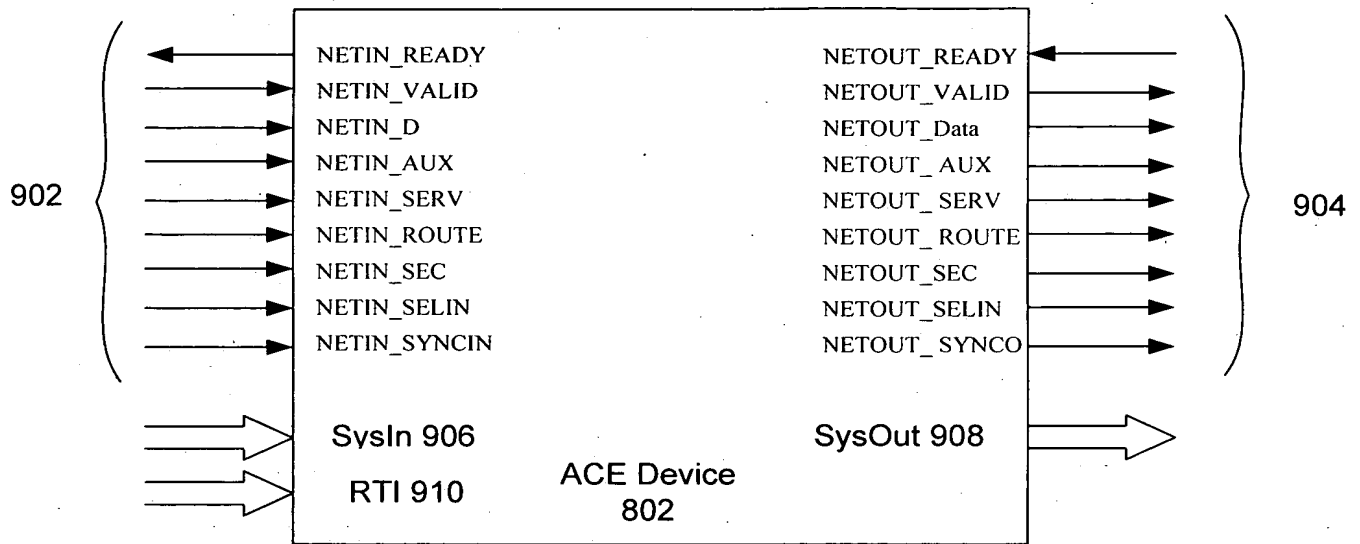 NETIN_READY
NETIN_VALID
NETIN_D
NETIN_AUX
NETIN_SERV
NETIN_ROUTE
NETIN_SEC
NETIN_SELIN
NETIN_SYNCIN
902
NETOUT_READY
NETOUT_VALID
NETOUT_Data
NETOUT_ AUX
NETOUT_ SERV
NETOUT_ ROUTE
NETOUT_SEC
NETOUT_SELIN
NETOUT_ SYNCO
904
SysIn 906
SysOut 908
RTI 910
ACE Device
802